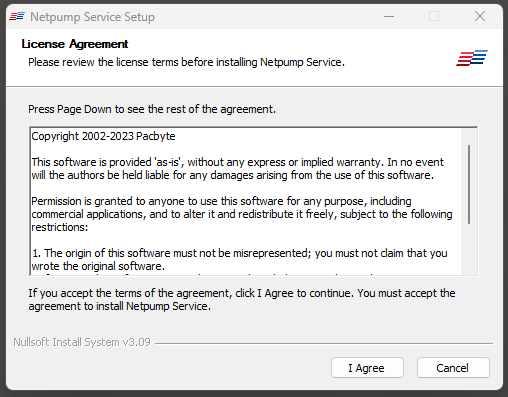 Netpump Service Setup
License Agreement
Please review the license terms before installing Netpump Service.
Press Page Down to see the rest of the agreement.
Copyright 2002-2023 Pacbyte
This software is provided 'as-is', without any express or implied warranty. In no event
will the authors be held liable for any damages arising from the use of this software.
Permission is granted to anyone to use this software for any purpose, including
commercial applications, and to alter it and redistribute it freely, subject to the following
restrictions:
1. The origin of this software must not be misrepresented; you must not claim that you
wrote the original software.
If you accept the terms of the agreement, click I Agree to continue. You must accept the
agreement to install Netpump Service.
Nullsoft Install System v3.09
I Agree
Cancel